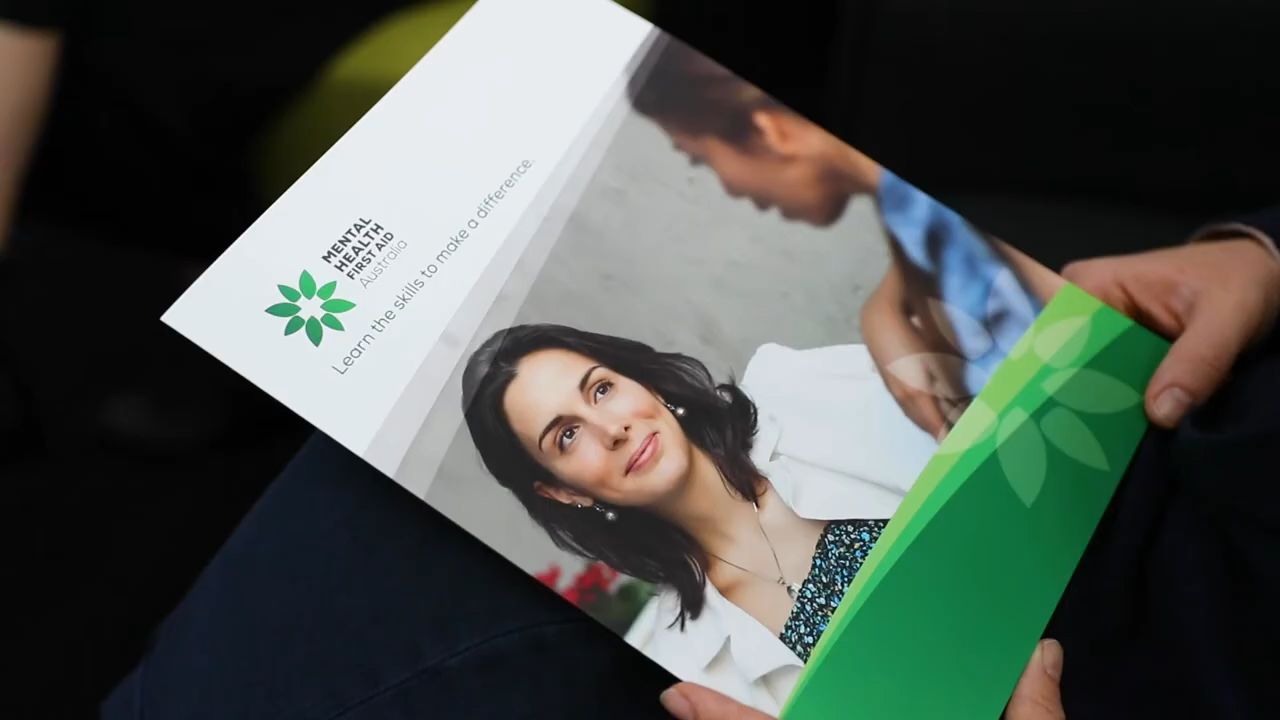 MENTAL
HEALTH
FIRST AID
Australia
Learn the skills to make a difference.